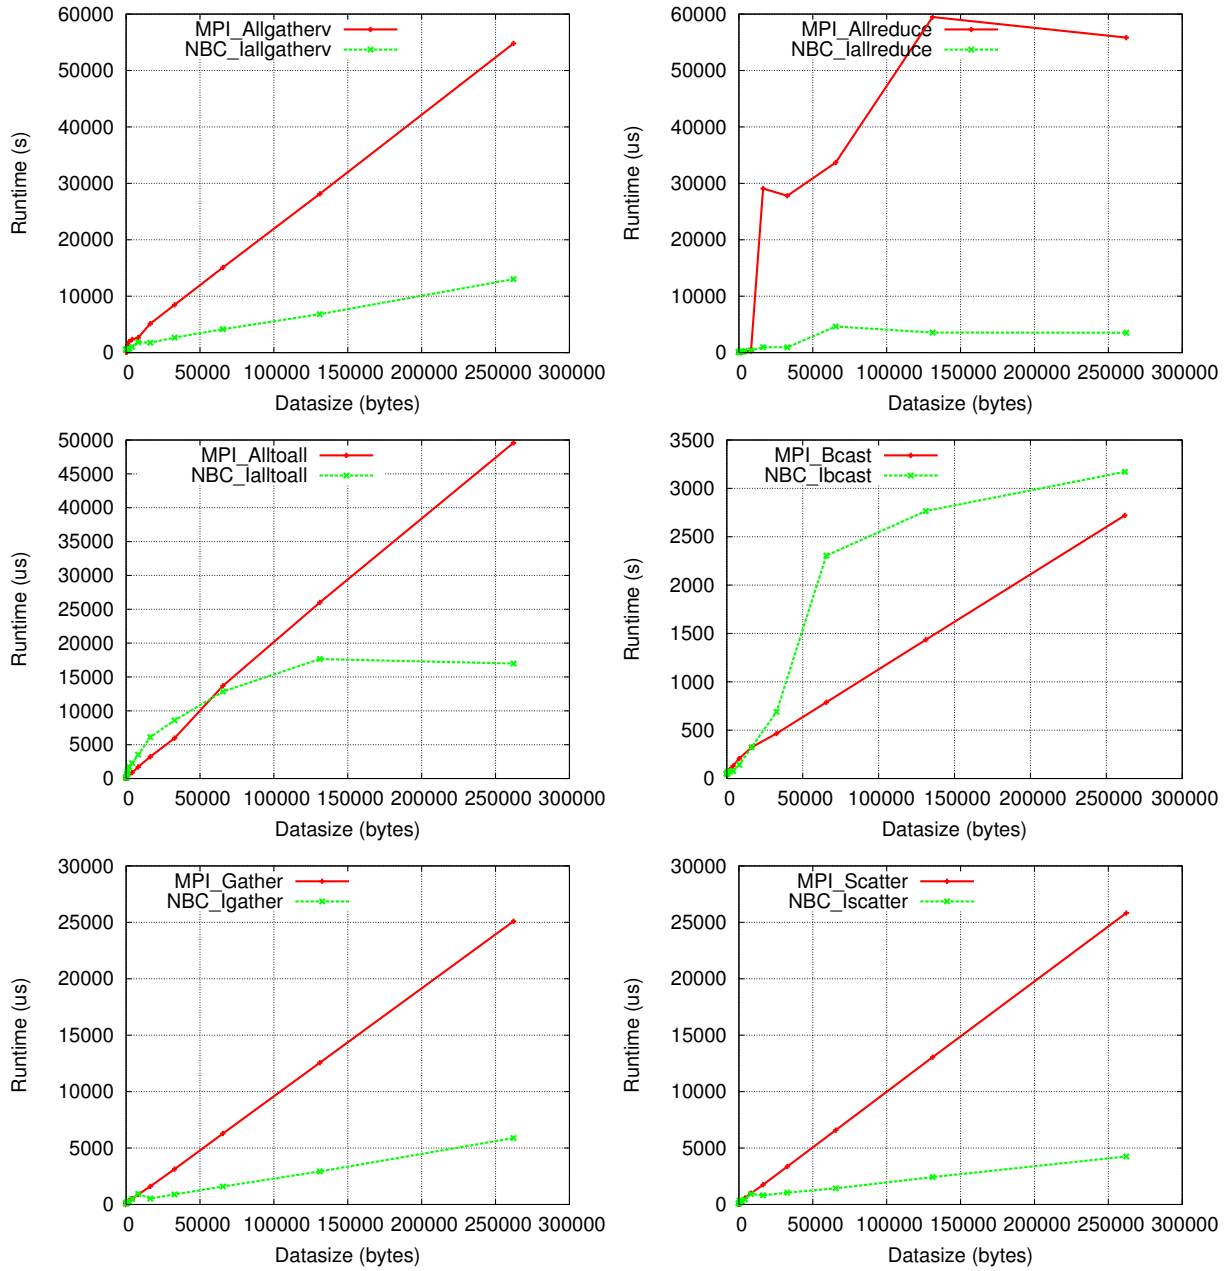 MPI_Allgatherv
NBC_Iallgatherv
Runtime (s)
60000
50000
40000
30000
20000
10000
0
0 50000 100000 150000 200000 250000 300000
Datasize (bytes)
MPI_Allreduce
NBC_Iallreduce
Runtime (us)
60000
50000
40000
30000
20000
10000
0
0 50000 100000 150000 200000 250000 300000
Datasize (bytes)
MPI_Alltoall
NBC_Ialltoall
Runtime (us)
50000
45000
40000
35000
30000
25000
20000
15000
10000
5000
0
0 50000 100000 150000 200000 250000 300000
Datasize (bytes)
MPI_Bcast
NBC_Ibcast
Runtime (s)
3500
3000
2500
2000
1500
1000
500
0
0 50000 100000 150000 200000 250000 300000
Datasize (bytes)
MPI_Gather
NBC_Igather
Runtime (us)
30000
25000
20000
15000
10000
5000
0
0 50000 100000 150000 200000 250000 300000
Datasize (bytes)
MPI_Scatter
NBC_Iscatter
Runtime (us)
30000
25000
20000
15000
10000
5000
0
0 50000 100000 150000 200000 250000 300000
Datasize (bytes)